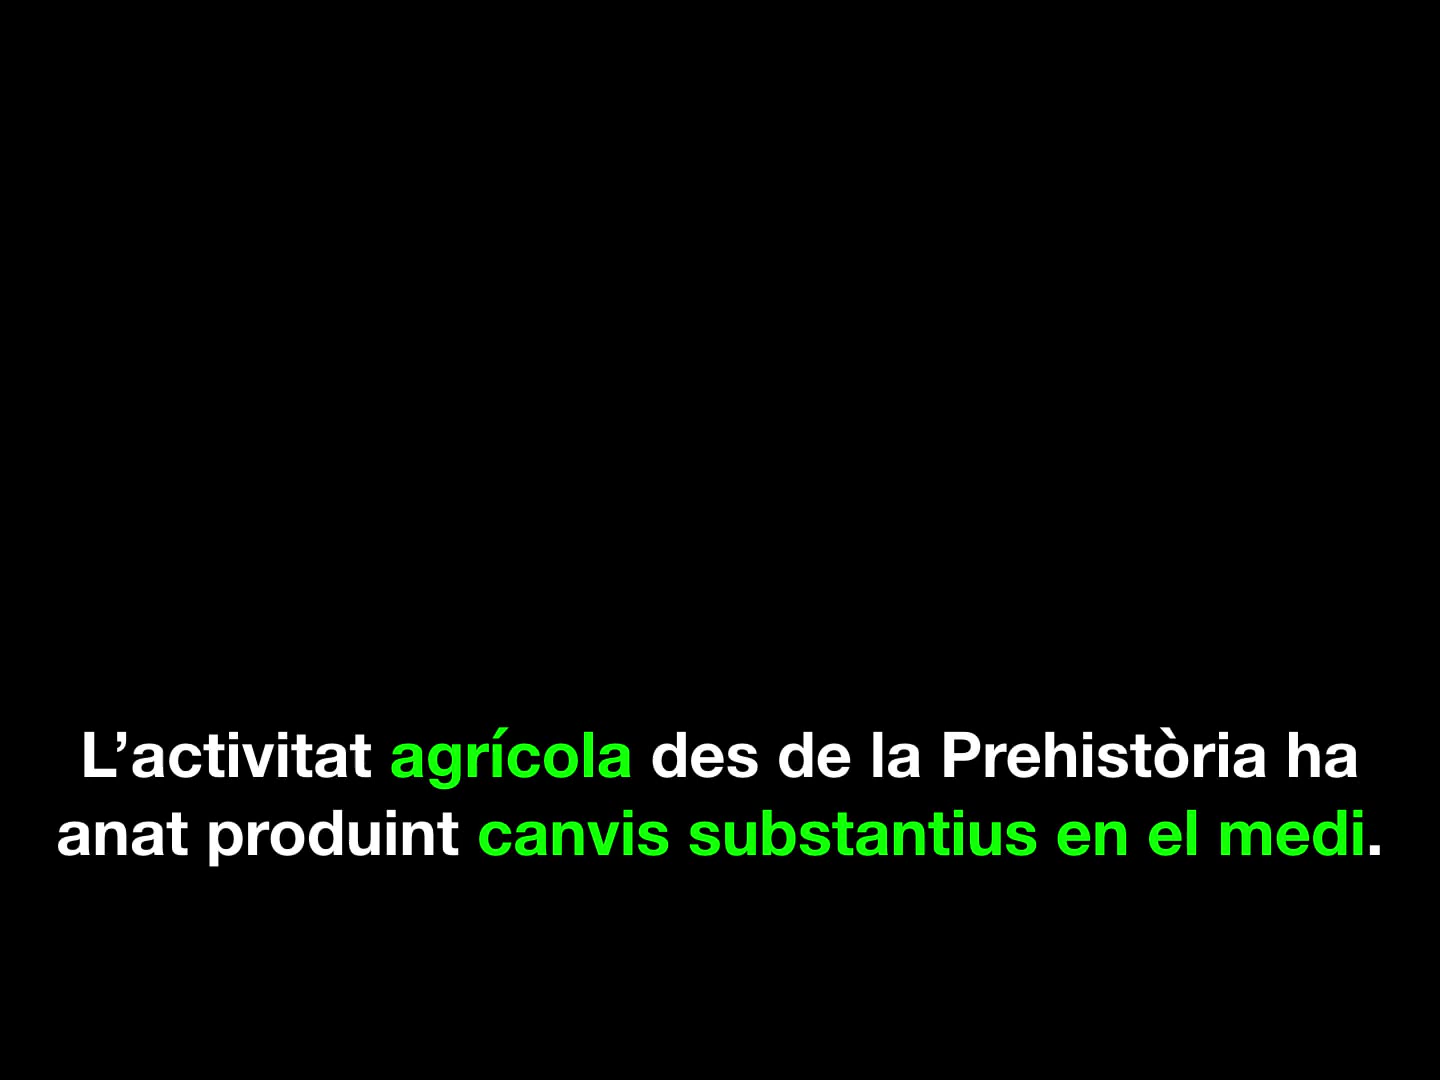 L’activitat agrícola des de la Prehistòria ha
anat produint canvis substantius en el medi.